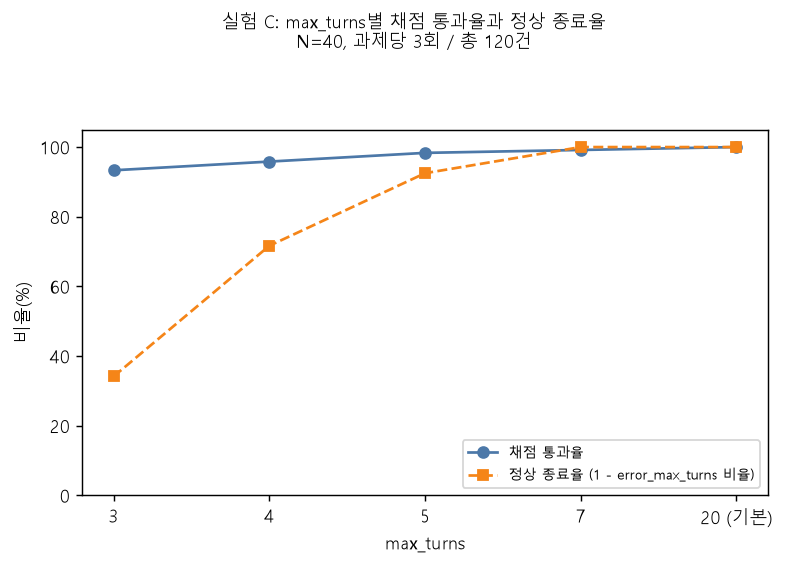 실험 C: max_turns별 채점 통과율과 정상 종료율
N=40, 과제당 3회 / 총 120건
100
80
60
40
20
0
비율(%)
채점 통과율
정상 종료율 (1 - error_max_turns 비율)
3
4
5
7
20 (기본)
max_turns